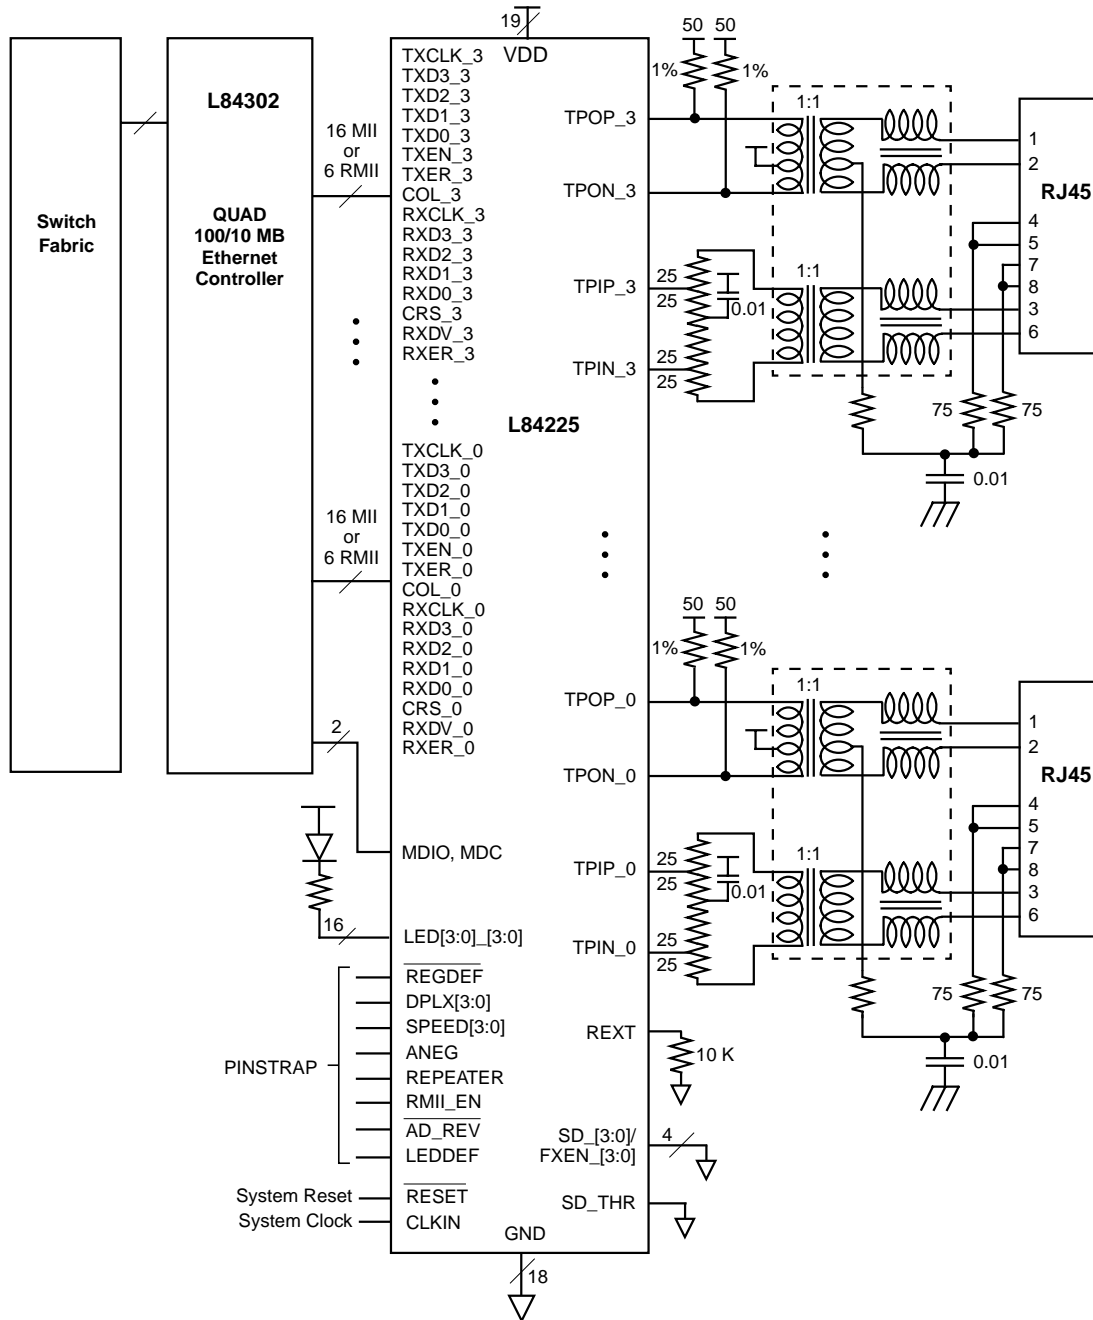 Switch
Fabric
L84302
QUAD
100/10 MB
Ethernet
Controller
16 MII
or
6 RMII
16 MII
or
6 RMII
2
16
PINSTRAP
System Reset
System Clock
19
VDD
TXCLK_3
TXD3_3
TXD2_3
TXD1_3
TXD0_3
TXEN_3
TXER_3
COL_3
RXCLK_3
RXD3_3
RXD2_3
RXD1_3
RXD0_3
CRS_3
RXDV_3
RXER_3
L84225
TXCLK_0
TXD3_0
TXD2_0
TXD1_0
TXD0_0
TXEN_0
TXER_0
COL_0
RXCLK_0
RXD3_0
RXD2_0
RXD1_0
RXD0_0
CRS_0
RXDV_0
RXER_0
MDIO, MDC
LED[3:0]_[3:0]
REGDEF
DPLX[3:0]
SPEED[3:0]
ANEG
REPEATER
RMII_EN
AD_REV
LEDDEF
RESET
CLKIN
GND
18
TPOP_3
TPON_3
TPIP_3
TPIN_3
TPOP_0
TPON_0
TPIP_0
TPIN_0
REXT
10 K
SD_[3:0]/
FXEN_[3:0]
4
SD_THR
50 50
1% 1%
1:1
25
25
0.01
1:1
25
25
1
2
RJ45
4
5
7
8
3
6
75 75
0.01
50 50
1% 1%
1:1
25
25
0.01
1:1
25
25
1
2
RJ45
4
5
7
8
3
6
75 75
0.01